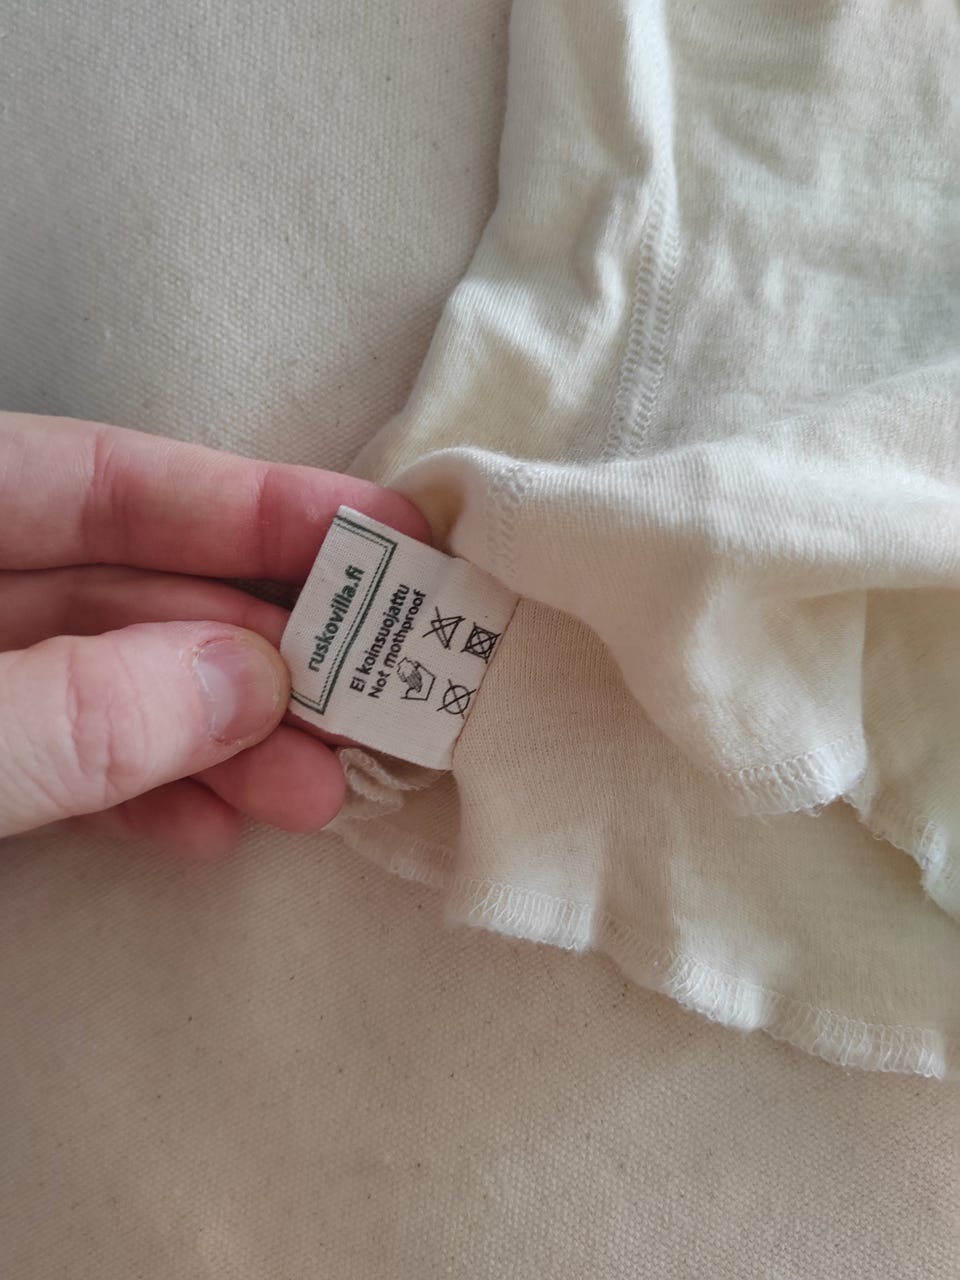 ruskovilla.fi
Ei koinsuojattu
Not mothproof